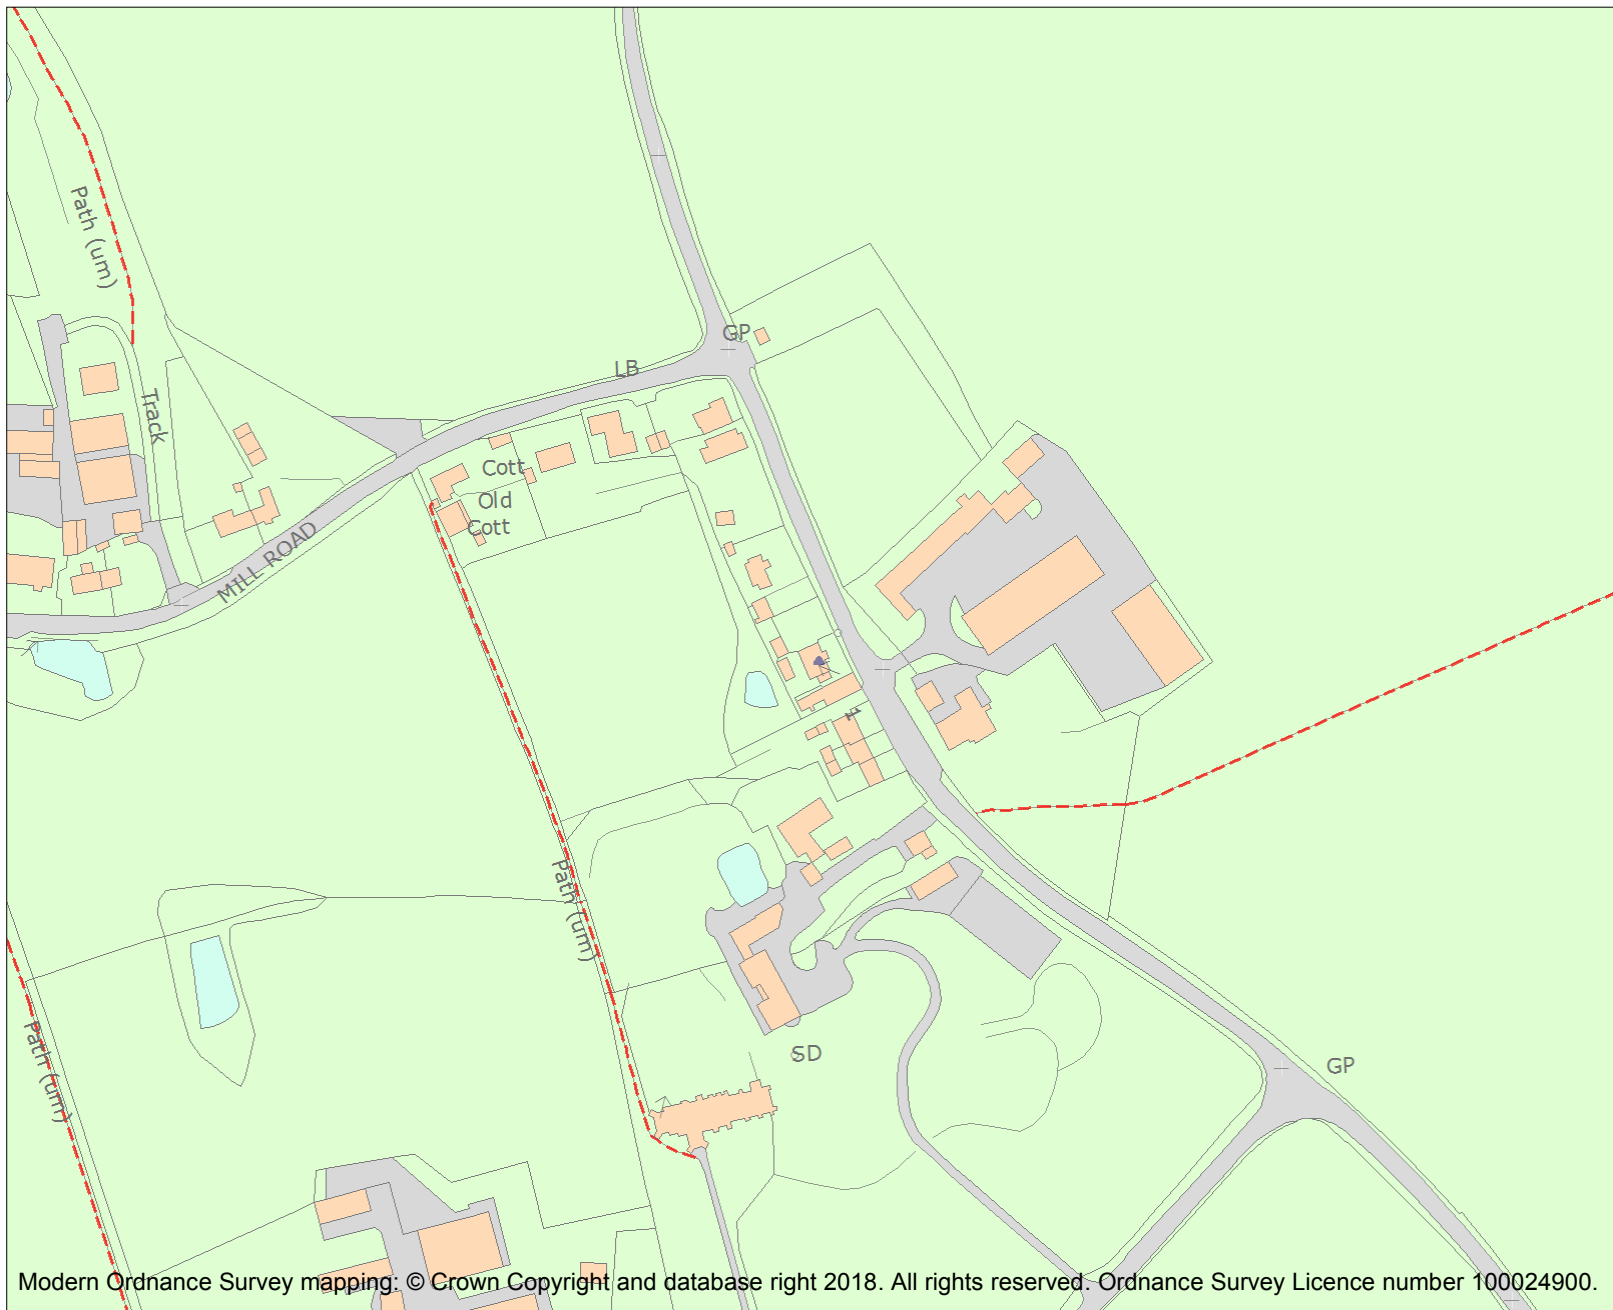 Path (um)
GP
LB
Track
Cott
Old
Cott
MILL ROAD
1
Path (um)
SD
GP
Path (um)
Modern Ordnance Survey mapping: © Crown Copyright and database right 2018. All rights reserved. Ordnance Survey Licence number 100024900.